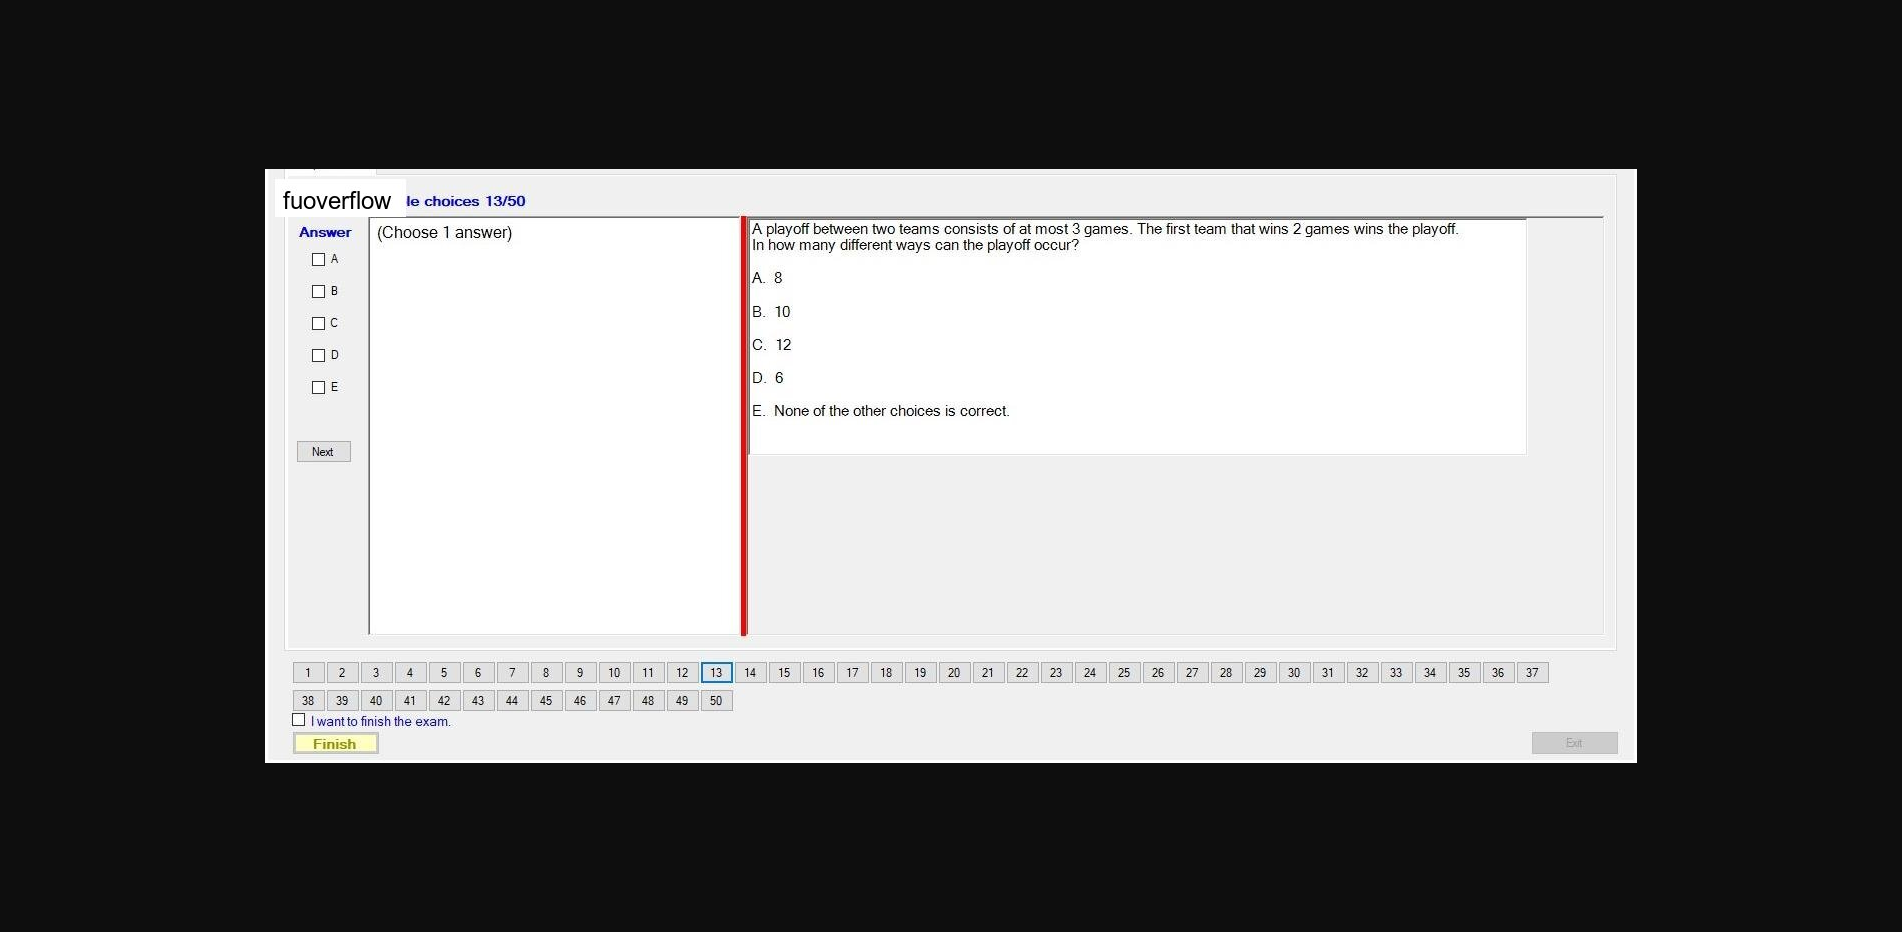 fuoverflow
le choices 13/50
Answer
(Choose 1 answer)
A
B
C
D
E
Next
A playoff between two teams consists of at most 3 games. The first team that wins 2 games wins the playoff.
In how many different ways can the playoff occur?
A. 8
B. 10
C. 12
D. 6
E. None of the other choices is correct.
1 2 3 4 5 6 7 8 9 10 11 12 13 14 15 16 17 18 19 20 21 22 23 24 25 26 27 28 29 30 31 32 33 34 35 36 37
38 39 40 41 42 43 44 45 46 47 48 49 50
I want to finish the exam.
Finish
Exit